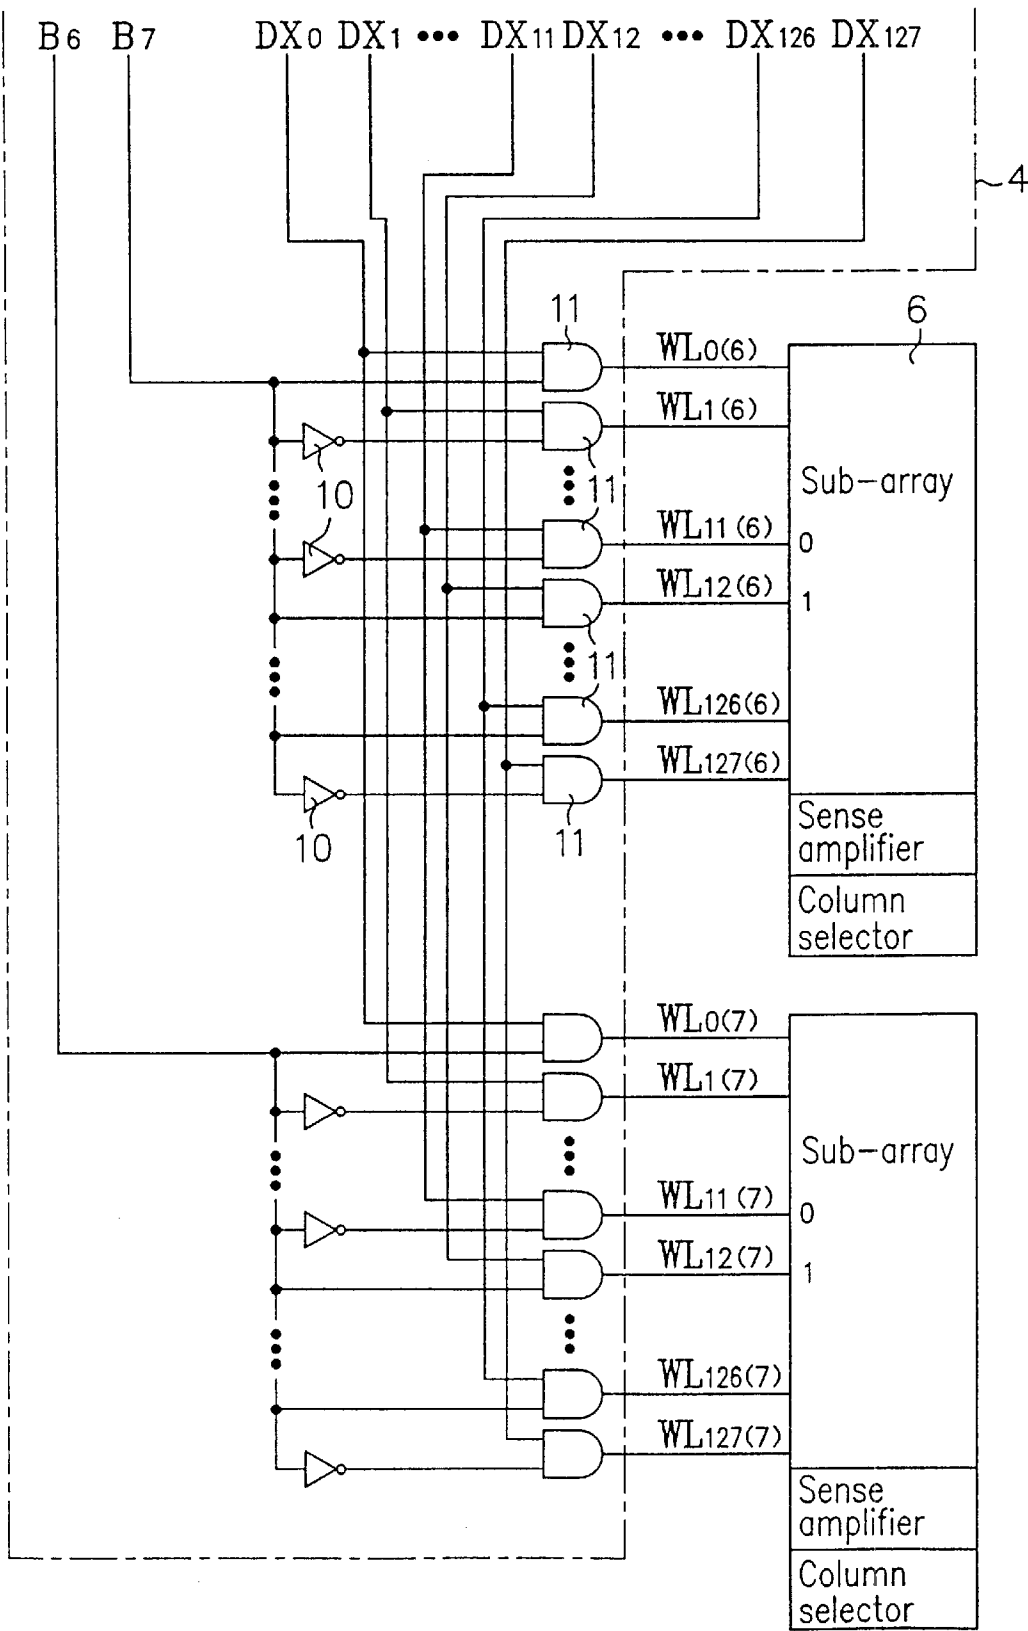 B6 B7 DX0 DX1 ••• DX11 DX12 ••• DX126 DX127
4
11
6
WL0(6)
WL1(6)
11
10
Sub-array
WL11(6)
0
10
WL12(6)
1
11
WL126(6)
WL127(6)
10
11
Sense
amplifier
Column
selector
WL0(7)
WL1(7)
Sub-array
WL11(7)
0
WL12(7)
1
WL126(7)
WL127(7)
Sense
amplifier
Column
selector